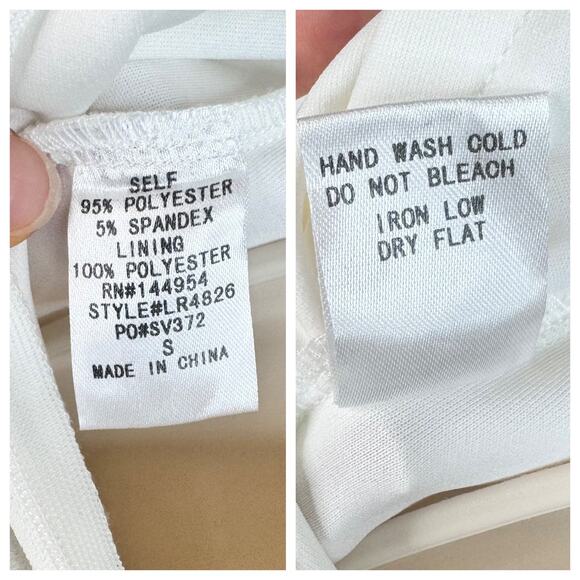 SELF
95% POLYESTER
5% SPANDEX
LINING
100% POLYESTER
RN#144954
STYLE#LR4826
PO#SV372
S
MADE IN CHINA
HAND WASH COLD
DO NOT BLEACH
IRON LOW
DRY FLAT